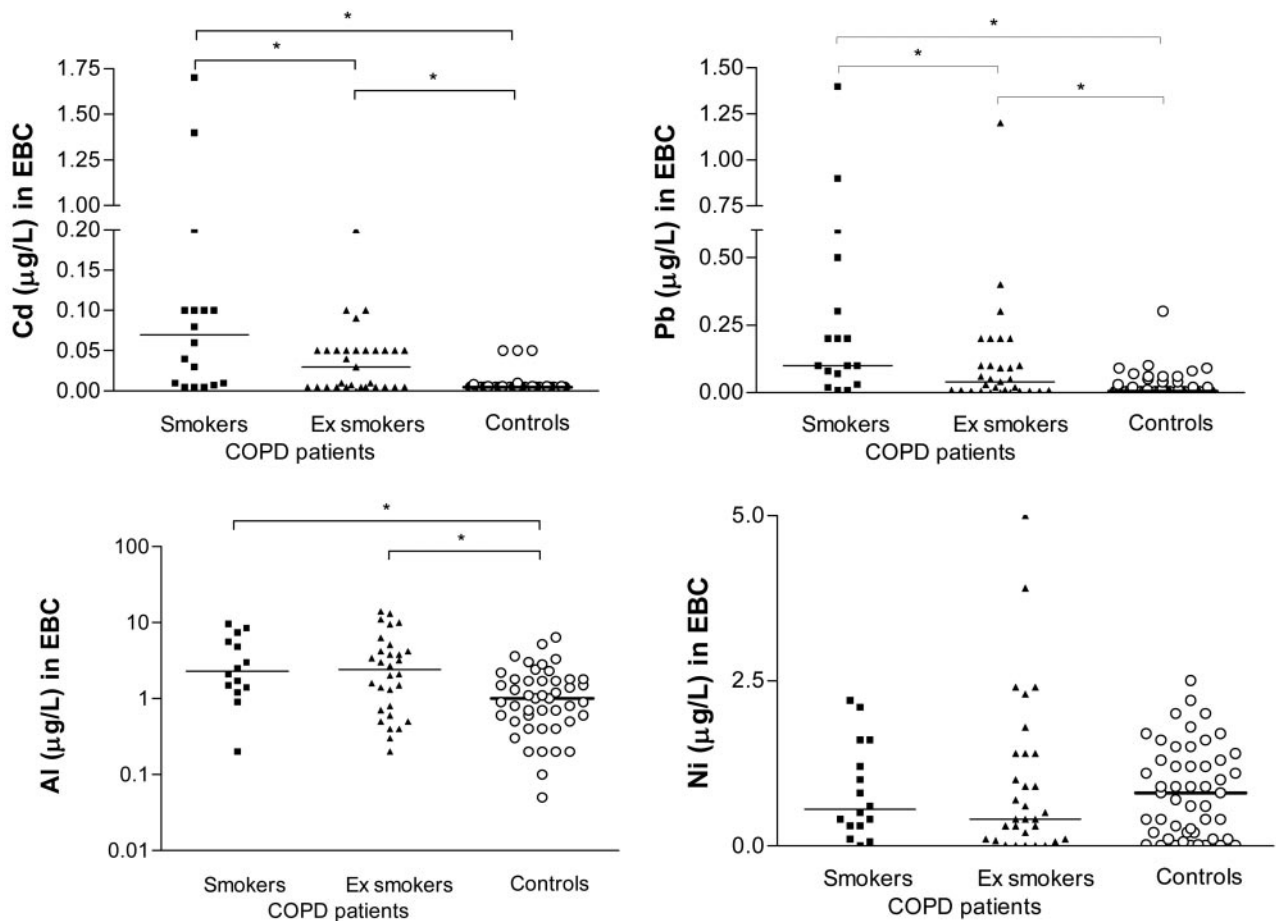 *
*
*
Cd (μg/L) in EBC
1.75
1.50
1.25
1.00
0.20
0.15
0.10
0.05
0.00
Smokers Ex smokers Controls
COPD patients
*
*
*
Pb (μg/L) in EBC
1.50
1.25
1.00
0.75
0.50
0.25
0.00
Smokers Ex smokers Controls
COPD patients
*
*
Al (μg/L) in EBC
100
10
1
0.1
0.01
Smokers Ex smokers Controls
COPD patients
Ni (μg/L) in EBC
5.0
2.5
0.0
Smokers Ex smokers Controls
COPD patients